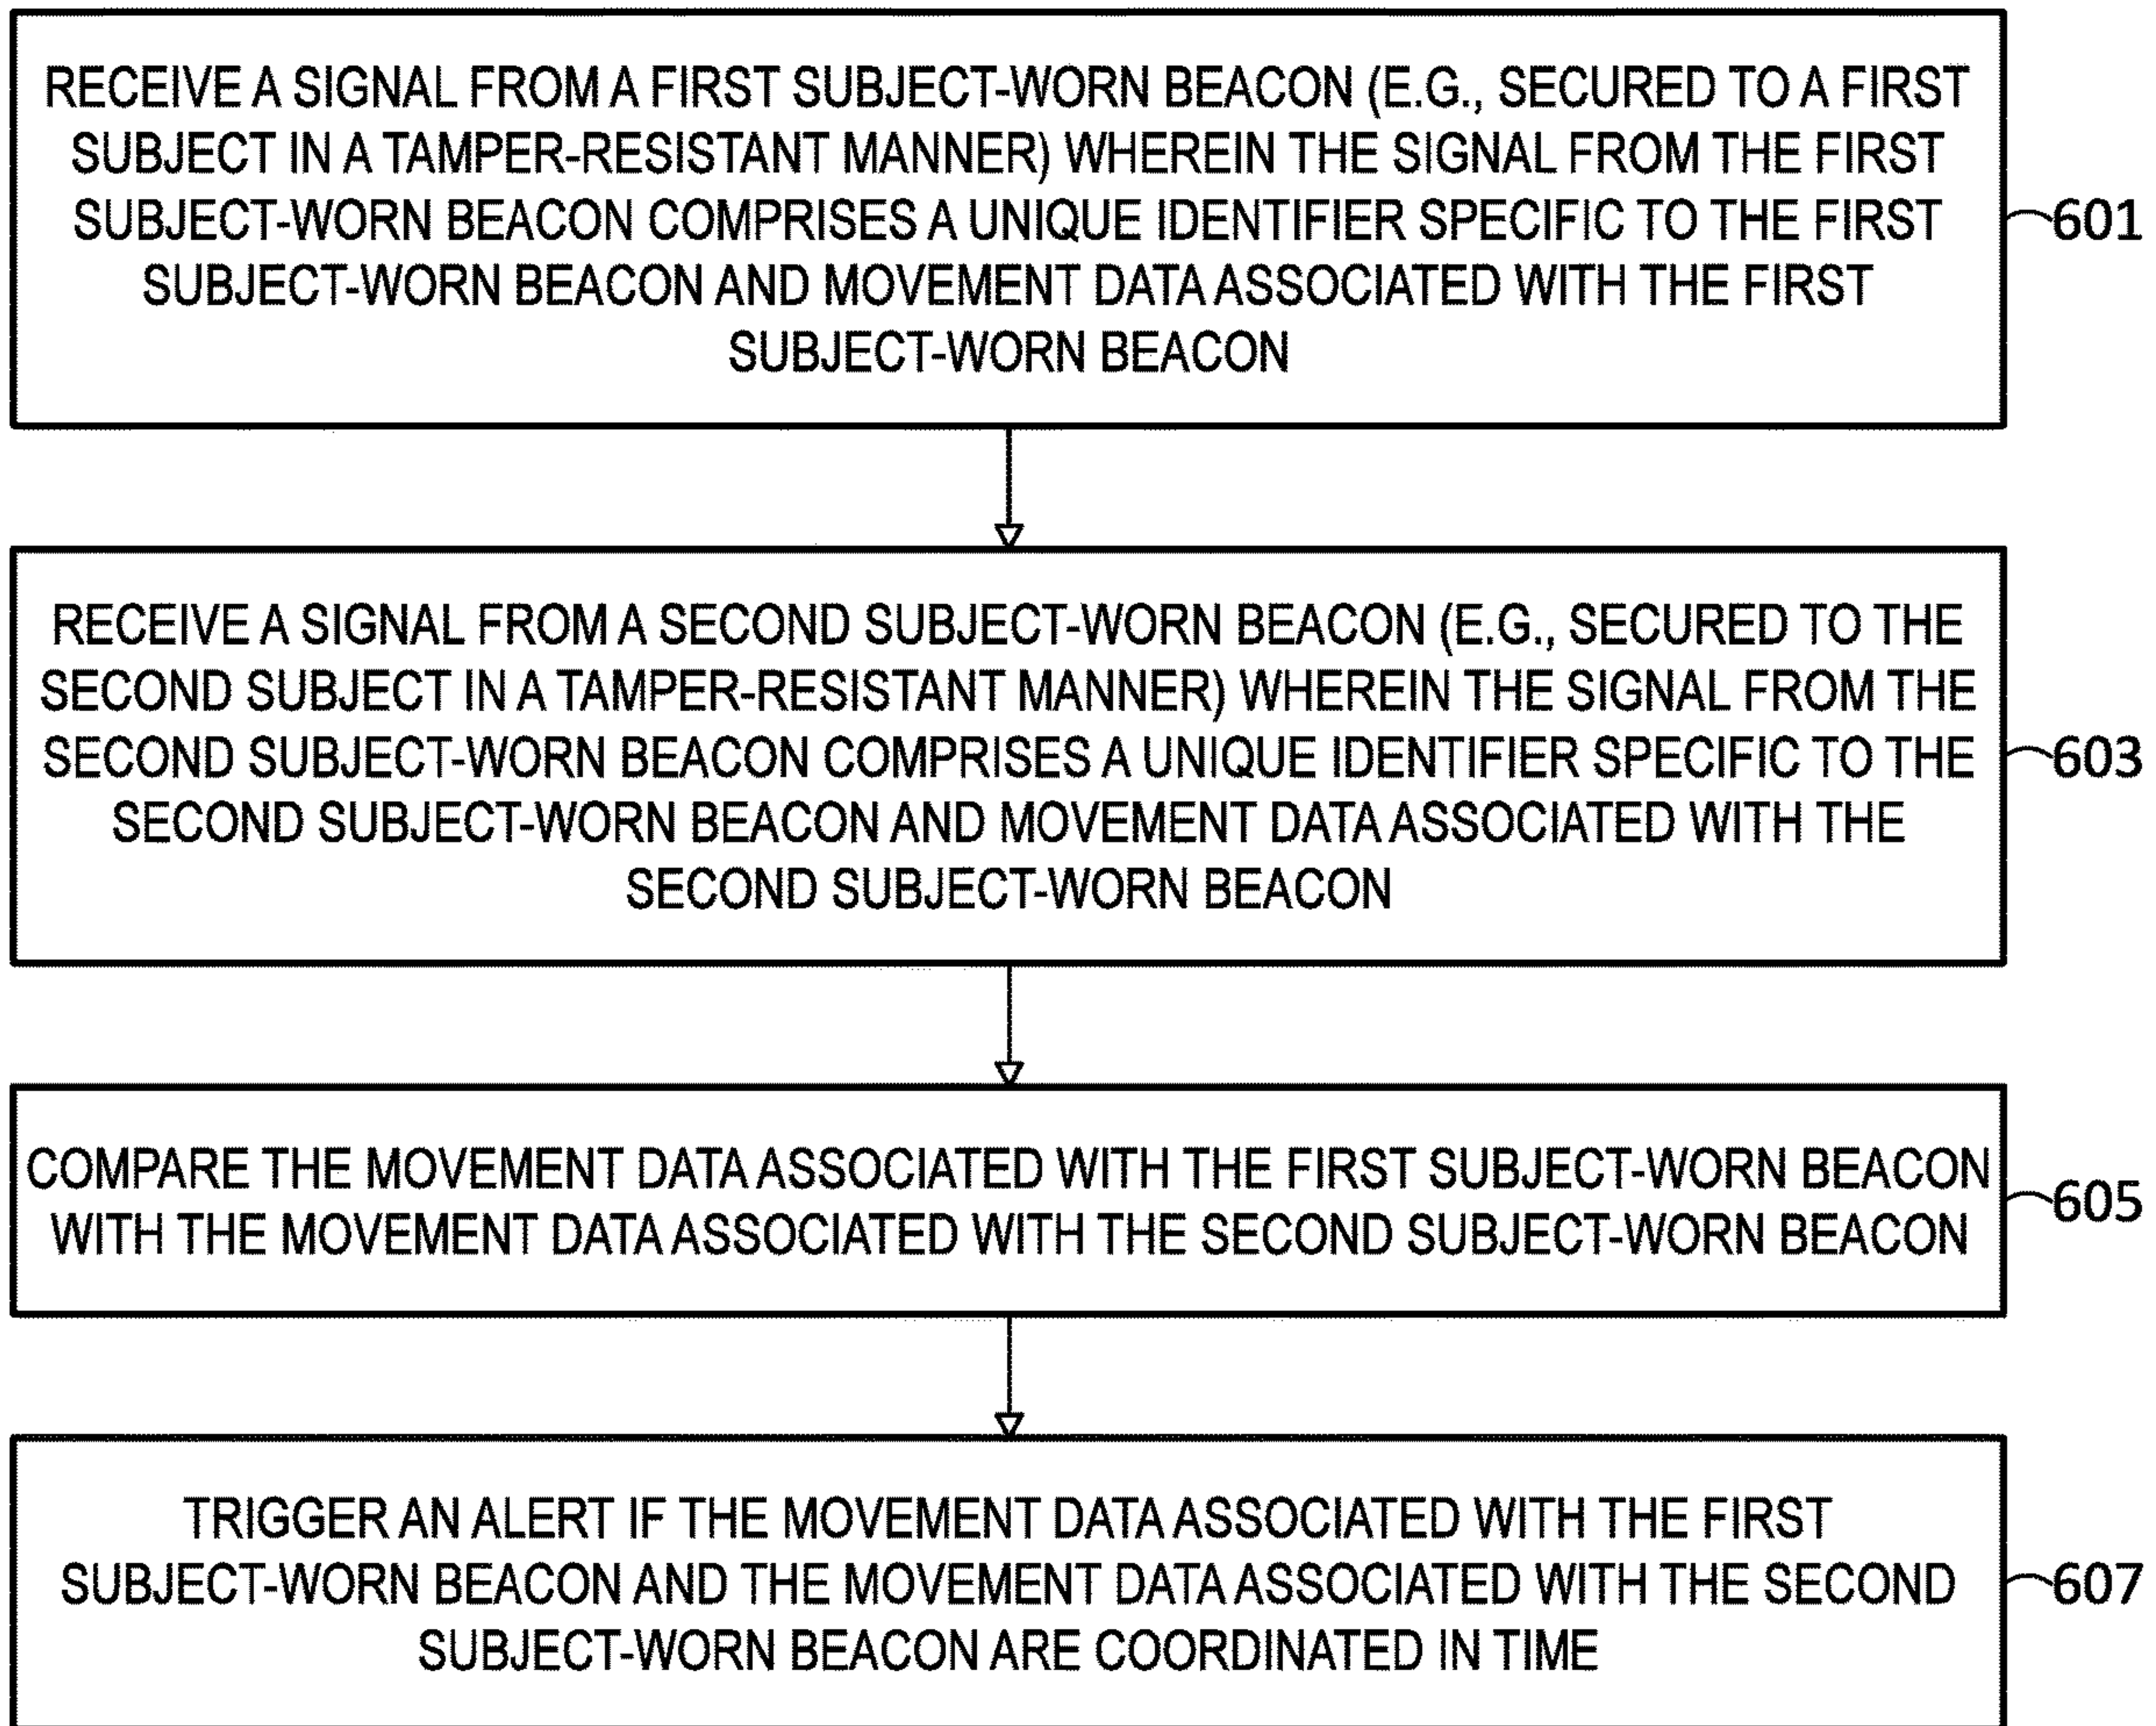 RECEIVE A SIGNAL FROM A FIRST SUBJECT-WORN BEACON (E.G., SECURED TO A FIRST
SUBJECT IN A TAMPER-RESISTANT MANNER) WHEREIN THE SIGNAL FROM THE FIRST
SUBJECT-WORN BEACON COMPRISES A UNIQUE IDENTIFIER SPECIFIC TO THE FIRST
SUBJECT-WORN BEACON AND MOVEMENT DATA ASSOCIATED WITH THE FIRST
SUBJECT-WORN BEACON
601
RECEIVE A SIGNAL FROM A SECOND SUBJECT-WORN BEACON (E.G., SECURED TO THE
SECOND SUBJECT IN A TAMPER-RESISTANT MANNER) WHEREIN THE SIGNAL FROM THE
SECOND SUBJECT-WORN BEACON COMPRISES A UNIQUE IDENTIFIER SPECIFIC TO THE
SECOND SUBJECT-WORN BEACON AND MOVEMENT DATA ASSOCIATED WITH THE
SECOND SUBJECT-WORN BEACON
603
COMPARE THE MOVEMENT DATA ASSOCIATED WITH THE FIRST SUBJECT-WORN BEACON
WITH THE MOVEMENT DATA ASSOCIATED WITH THE SECOND SUBJECT-WORN BEACON
605
TRIGGER AN ALERT IF THE MOVEMENT DATA ASSOCIATED WITH THE FIRST
SUBJECT-WORN BEACON AND THE MOVEMENT DATA ASSOCIATED WITH THE SECOND
SUBJECT-WORN BEACON ARE COORDINATED IN TIME
607